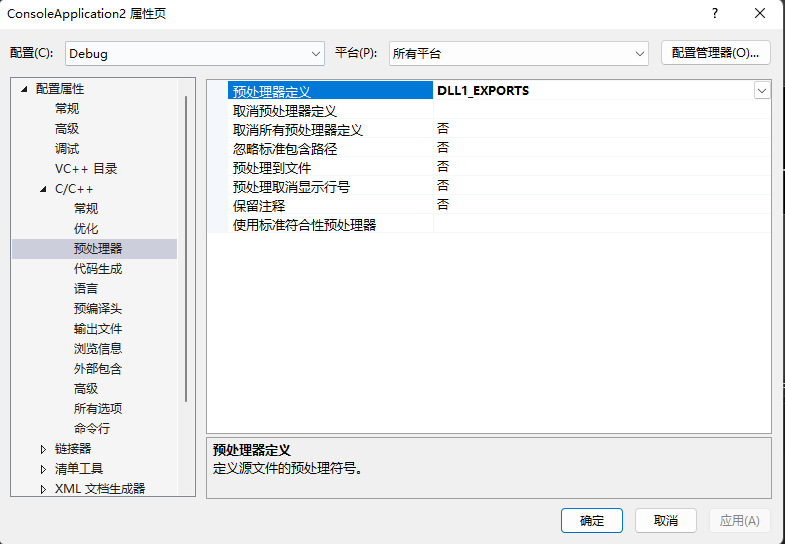 ConsoleApplication2 属性页
配置(C): Debug 平台(P): 所有平台 配置管理器(O)...
配置属性
常规
高级
调试
VC++ 目录
C/C++
常规
优化
预处理器
代码生成
语言
预编译头
输出文件
浏览信息
外部包含
高级
所有选项
命令行
链接器
清单工具
XML 文档生成器
预处理器定义 DLL1_EXPORTS
取消预处理器定义
取消所有预处理器定义 否
忽略标准包含路径 否
预处理到文件 否
预处理取消显示行号 否
保留注释 否
使用标准符合性预处理器
预处理器定义
定义源文件的预处理符号。
确定 取消 应用(A)